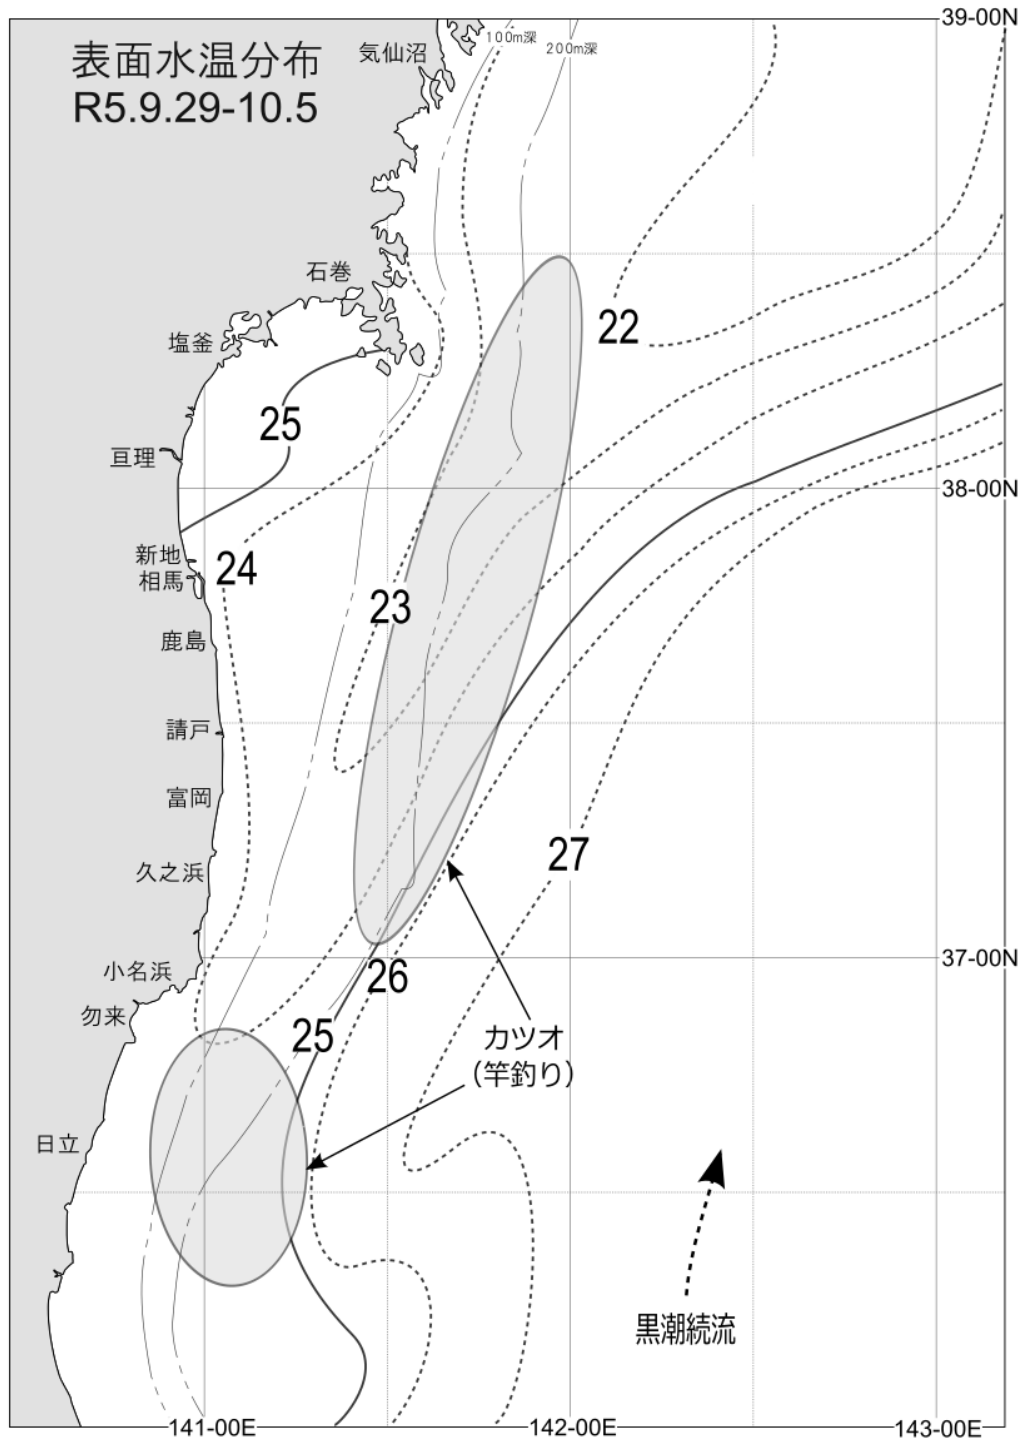 表面水温分布
R5.9.29-10.5
気仙沼
100m深
200m深
39-00N
石巻
塩釜
22
25
亘理
38-00N
新地
相馬
24
23
鹿島
請戸
富岡
久之浜
27
37-00N
小名浜
26
勿来
25
カツオ
(竿釣り)
日立
黒潮続流
141-00E
142-00E
143-00E